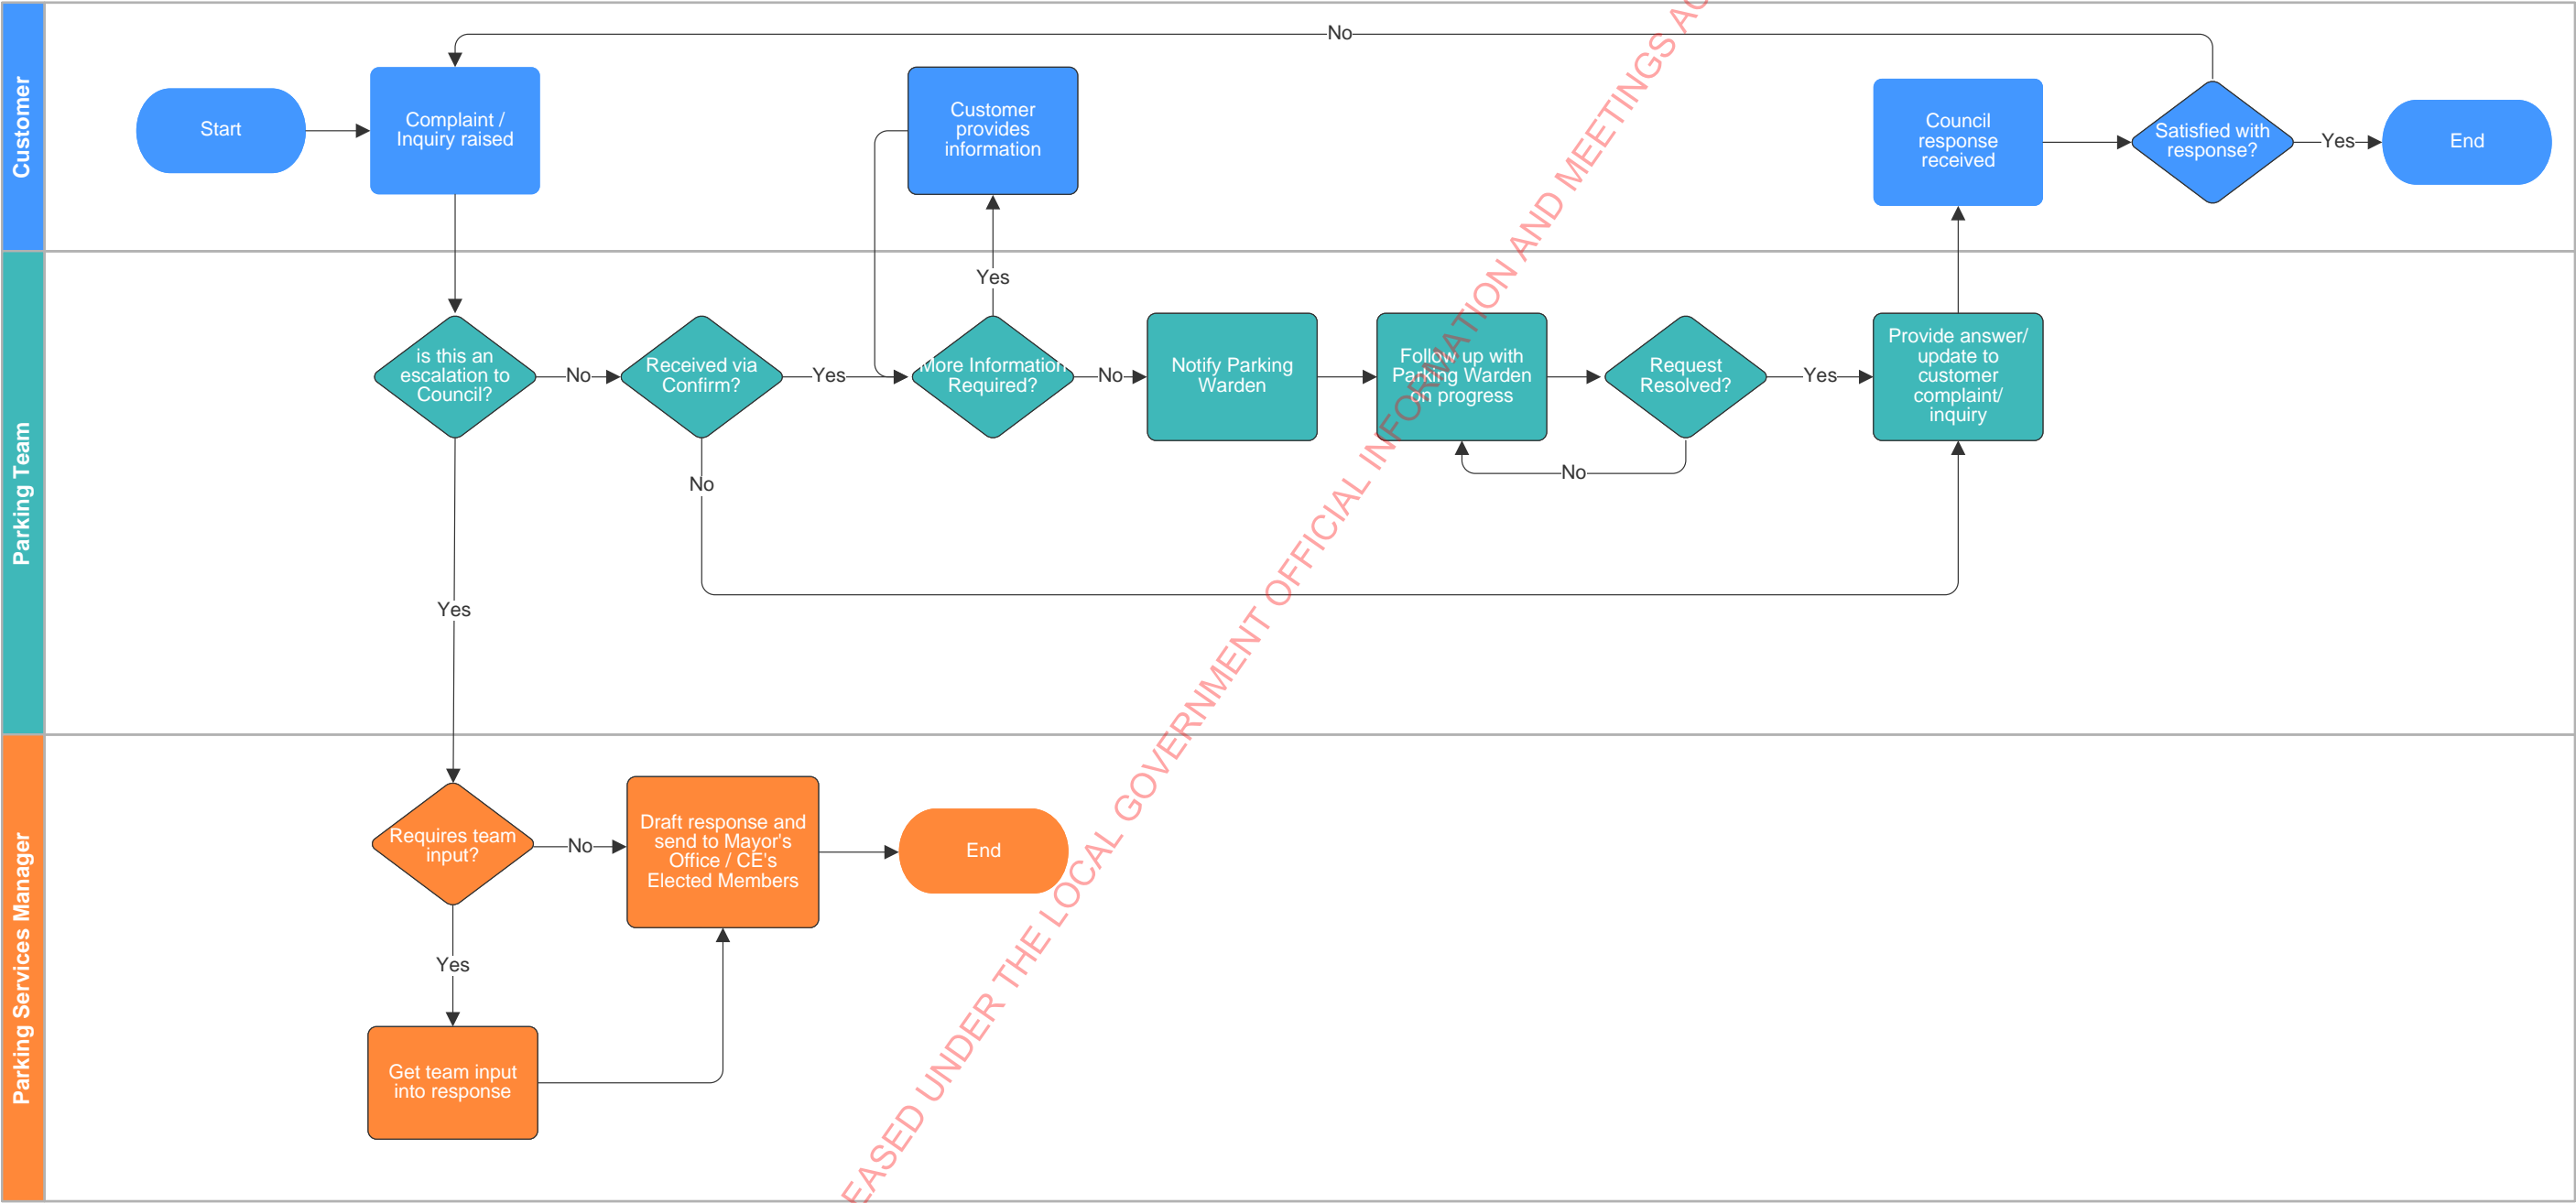 Customer
No
Start
Complaint /
Inquiry raised
Customer
provides
information
Council
response
received
Satisfied with
response?
Yes
End
Parking Team
Yes
is this an
escalation to
Council?
No
Received via
Confirm?
Yes
More Information
Required?
No
Notify Parking
Warden
Follow up with
Parking Warden
on progress
Request
Resolved?
Yes
Provide answer/
update to
customer
complaint/
inquiry
No
No
Yes
Parking Services Manager
Requires team
input?
No
Draft response and
send to Mayor's
Office / CE's
Elected Members
End
Yes
Get team input
into response
EASED UNDER THE LOCAL GOVERNMENT OFFICIAL INFORMATION AND MEETINGS AC